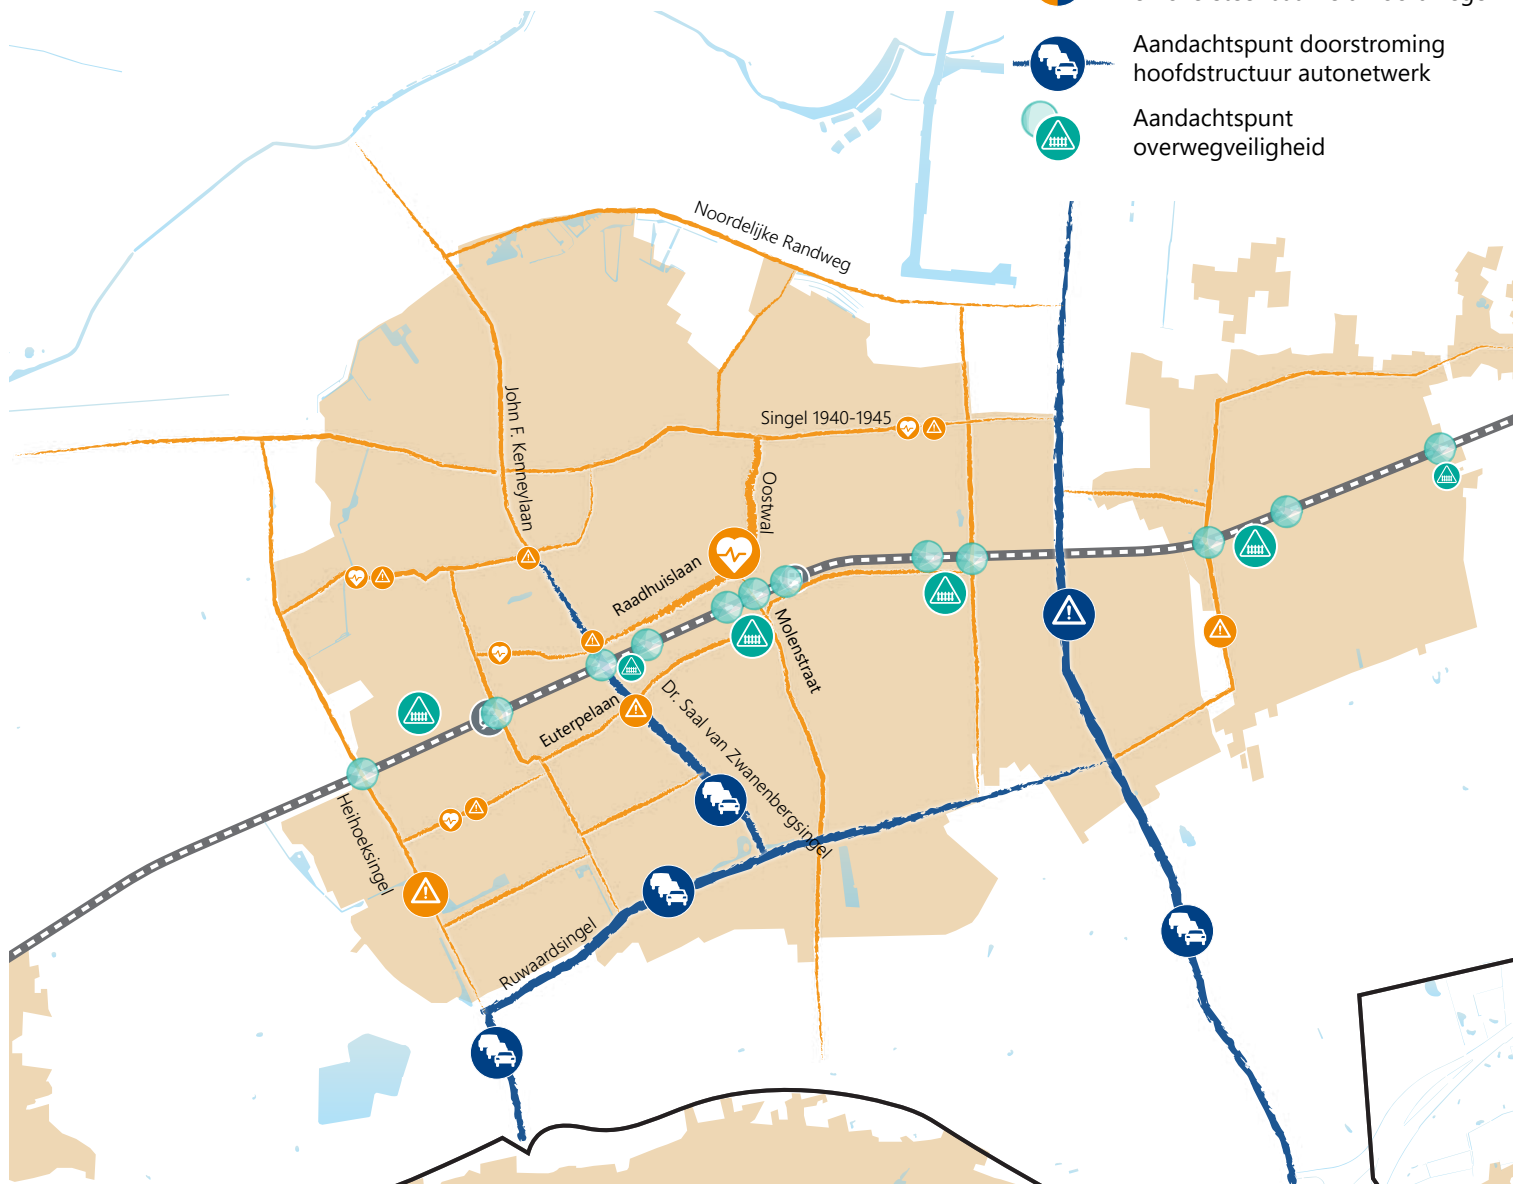 Aandachtspunt doorstroming
hoofdstructuur autonetwerk
Aandachtspunt
overwegveiligheid
Noordelijke Randweg
John F. Kenneylaan
Singel 1940-1945
Oostwal
Raadhuislaan
Molenstraat
Euterpelaan
Dr. Saal van Zwanenbergsingel
Heihoeksingel
Ruwaardsingel